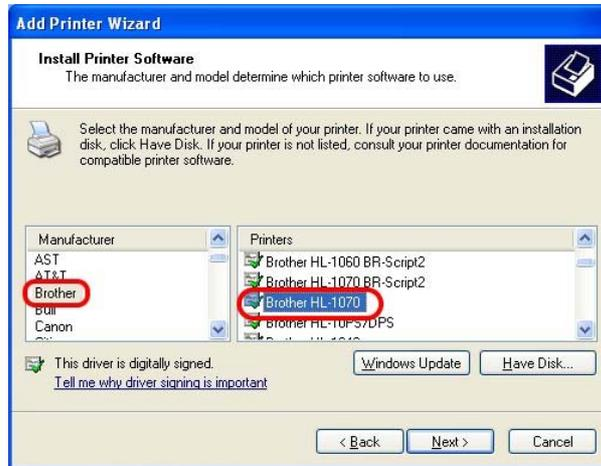 Add Printer Wizard
Install Printer Software
The manufacturer and model determine which printer software to use.
Select the manufacturer and model of your printer. If your printer came with an installation
disk, click Have Disk. If your printer is not listed, consult your printer documentation for
compatible printer software.
Manufacturer
AST
AT&T
Brother
Bull
Canon
Printers
Brother HL-1060 BR-Script2
Brother HL-1070 BR-Script2
Brother HL-1070
Brother HL-10PS7DPS
This driver is digitally signed.
Tell me why driver signing is important
Windows Update
Have Disk...
< Back
Next >
Cancel